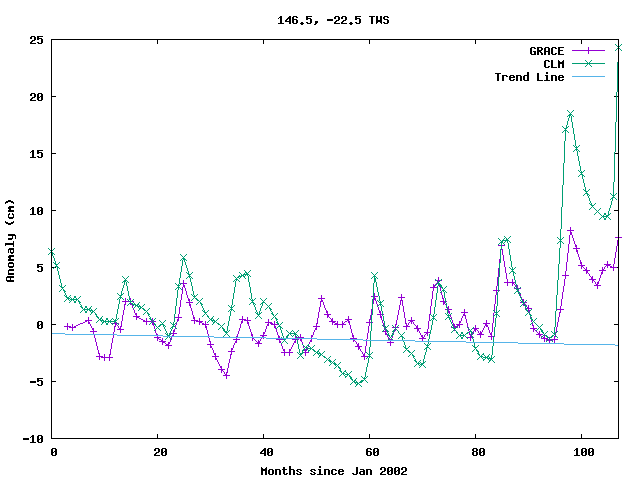 146.5, -22.5 TWS
GRACE
CLM
Trend Line
25
20
15
10
5
0
-5
-10
Anomaly (cm)
0 20 40 60 80 100
Months since Jan 2002